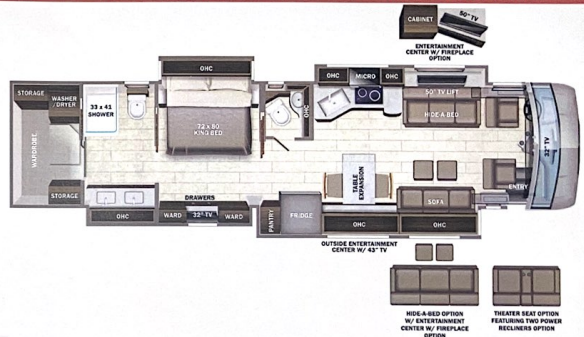 CABINET
50" TV
ENTERTAINMENT
CENTER W/ FIREPLACE
OPTION
OHC
OHC
MICRO
OHC
STORAGE
WASHER
/DRYER
33 x 41
SHOWER
OHC
50" TV LIFT
HIDE-A-BED
72 x 80
KING BED
WARDROBE
32" TV
TABLE
EXPANSION
ENTRY
STORAGE
DRAWERS
SOFA
OHC
WARD
32" TV
WARD
PANTRY
FRIDGE
OHC
OHC
OUTSIDE ENTERTAINMENT
CENTER W/ 43" TV
HIDE-A-BED OPTION
W/ ENTERTAINMENT
CENTER W/ FIREPLACE
OPTION
THEATER SEAT OPTION
FEATURING TWO POWER
RECLINERS OPTION